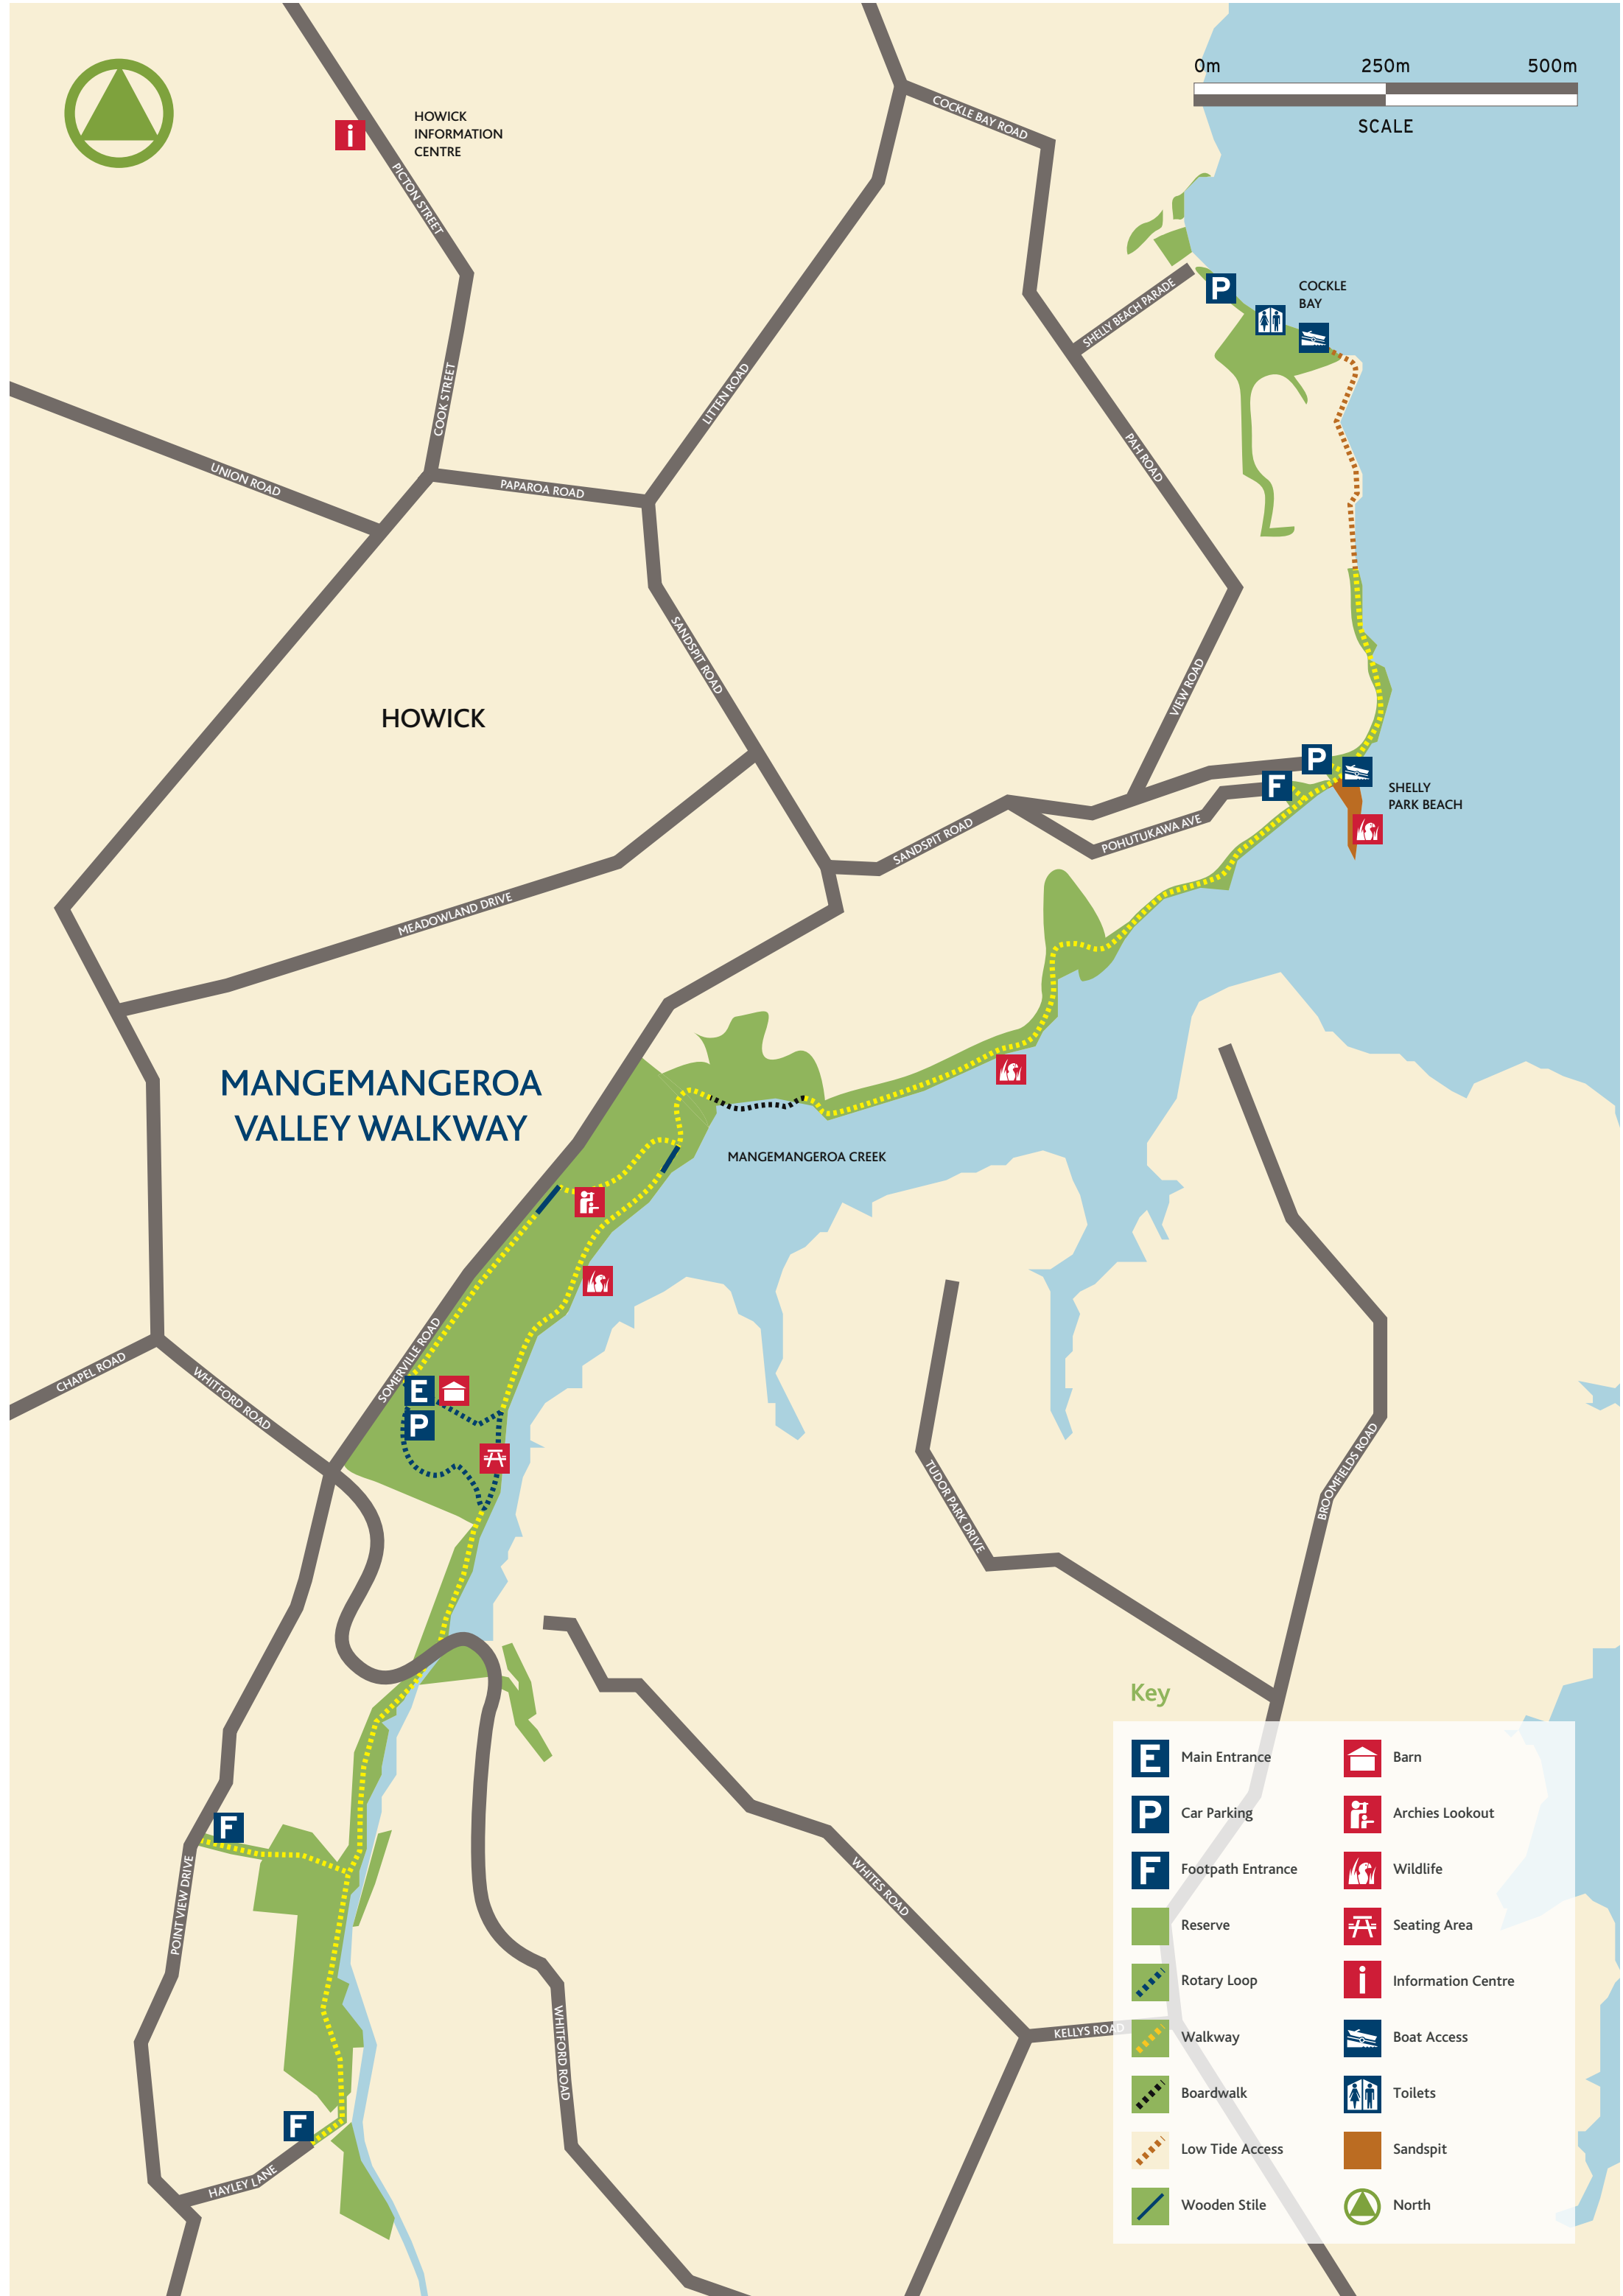 0m 250m 500m
SCALE
HOWICK
INFORMATION
CENTRE
i
PICTON STREET
COCKLE BAY ROAD
COCKLE
BAY
P
SHELLY BEACH PARADE
COOK STREET
LITTEN ROAD
UNION ROAD
PAPAROA ROAD
PAH ROAD
SANDSPIT ROAD
VIEW ROAD
HOWICK
P
F
SHELLY
PARK BEACH
SANDSPIT ROAD
POHUTUKAWA AVE
MEADOWLAND DRIVE
MANGEMANGEROA
VALLEY WALKWAY
MANGEMANGEROA CREEK
SOMERVILLE ROAD
CHAPEL ROAD
WHITFORD ROAD
E
P
TUDOR PARK DRIVE
BROOMFIELDS ROAD
F
POINT VIEW DRIVE
WHITES ROAD
WHITFORD ROAD
KELLYS ROAD
F
HAYLEY LANE
Key
E Main Entrance
P Car Parking
F Footpath Entrance
Reserve
Rotary Loop
Walkway
Boardwalk
Low Tide Access
Wooden Stile
Barn
Archies Lookout
Wildlife
Seating Area
i Information Centre
Boat Access
Toilets
Sandspit
North